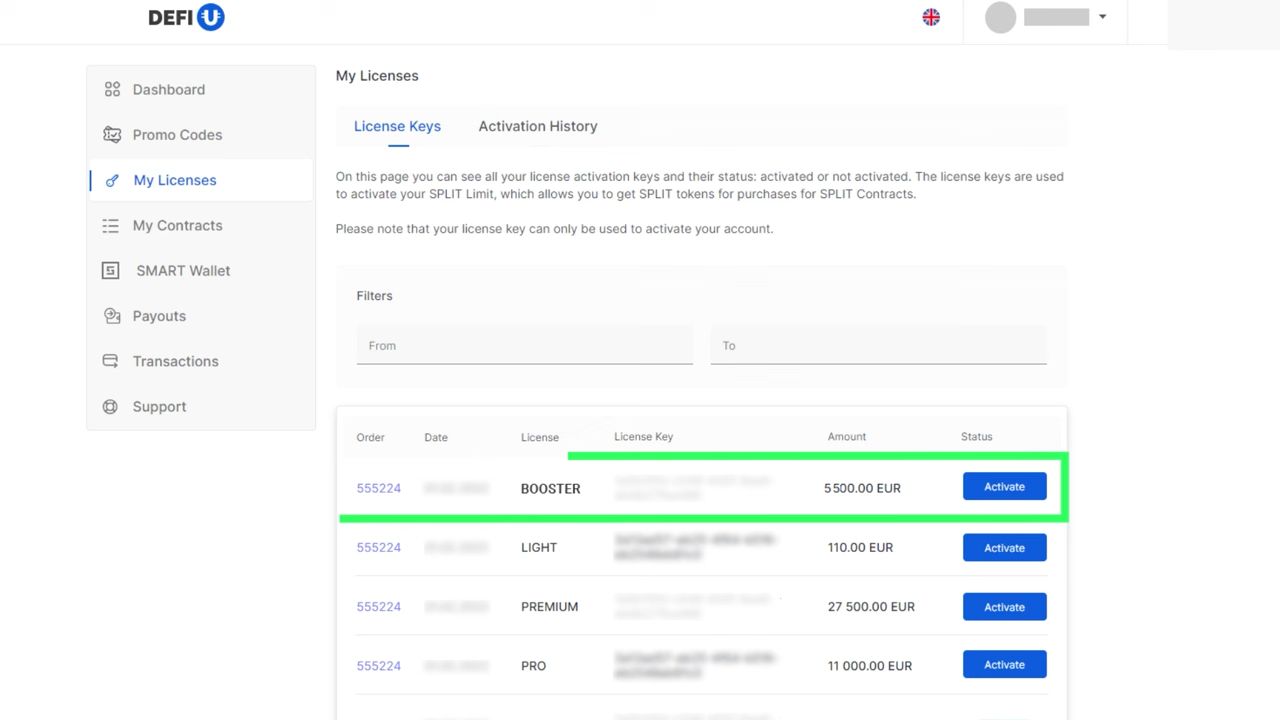 DEFI U
Dashboard
Promo Codes
My Licenses
My Contracts
SMART Wallet
Payouts
Transactions
Support
My Licenses
License Keys Activation History
On this page you can see all your license activation keys and their status: activated or not activated. The license keys are used
to activate your SPLIT Limit, which allows you to get SPLIT tokens for purchases for SPLIT Contracts.
Please note that your license key can only be used to activate your account.
Filters
From To
Order Date License License Key Amount Status
555224 BOOSTER 5 500.00 EUR Activate
555224 LIGHT 110.00 EUR Activate
555224 PREMIUM 27 500.00 EUR Activate
555224 PRO 11 000.00 EUR Activate